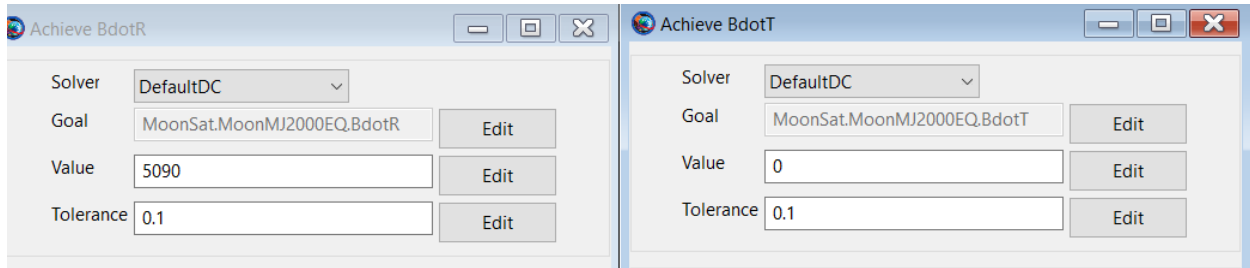 Achieve BdotR
Solver DefaultDC
Goal MoonSat.MoonMJ2000EQ.BdotR Edit
Value 5090 Edit
Tolerance 0.1 Edit
Achieve BdotT
Solver DefaultDC
Goal MoonSat.MoonMJ2000EQ.BdotT Edit
Value 0 Edit
Tolerance 0.1 Edit